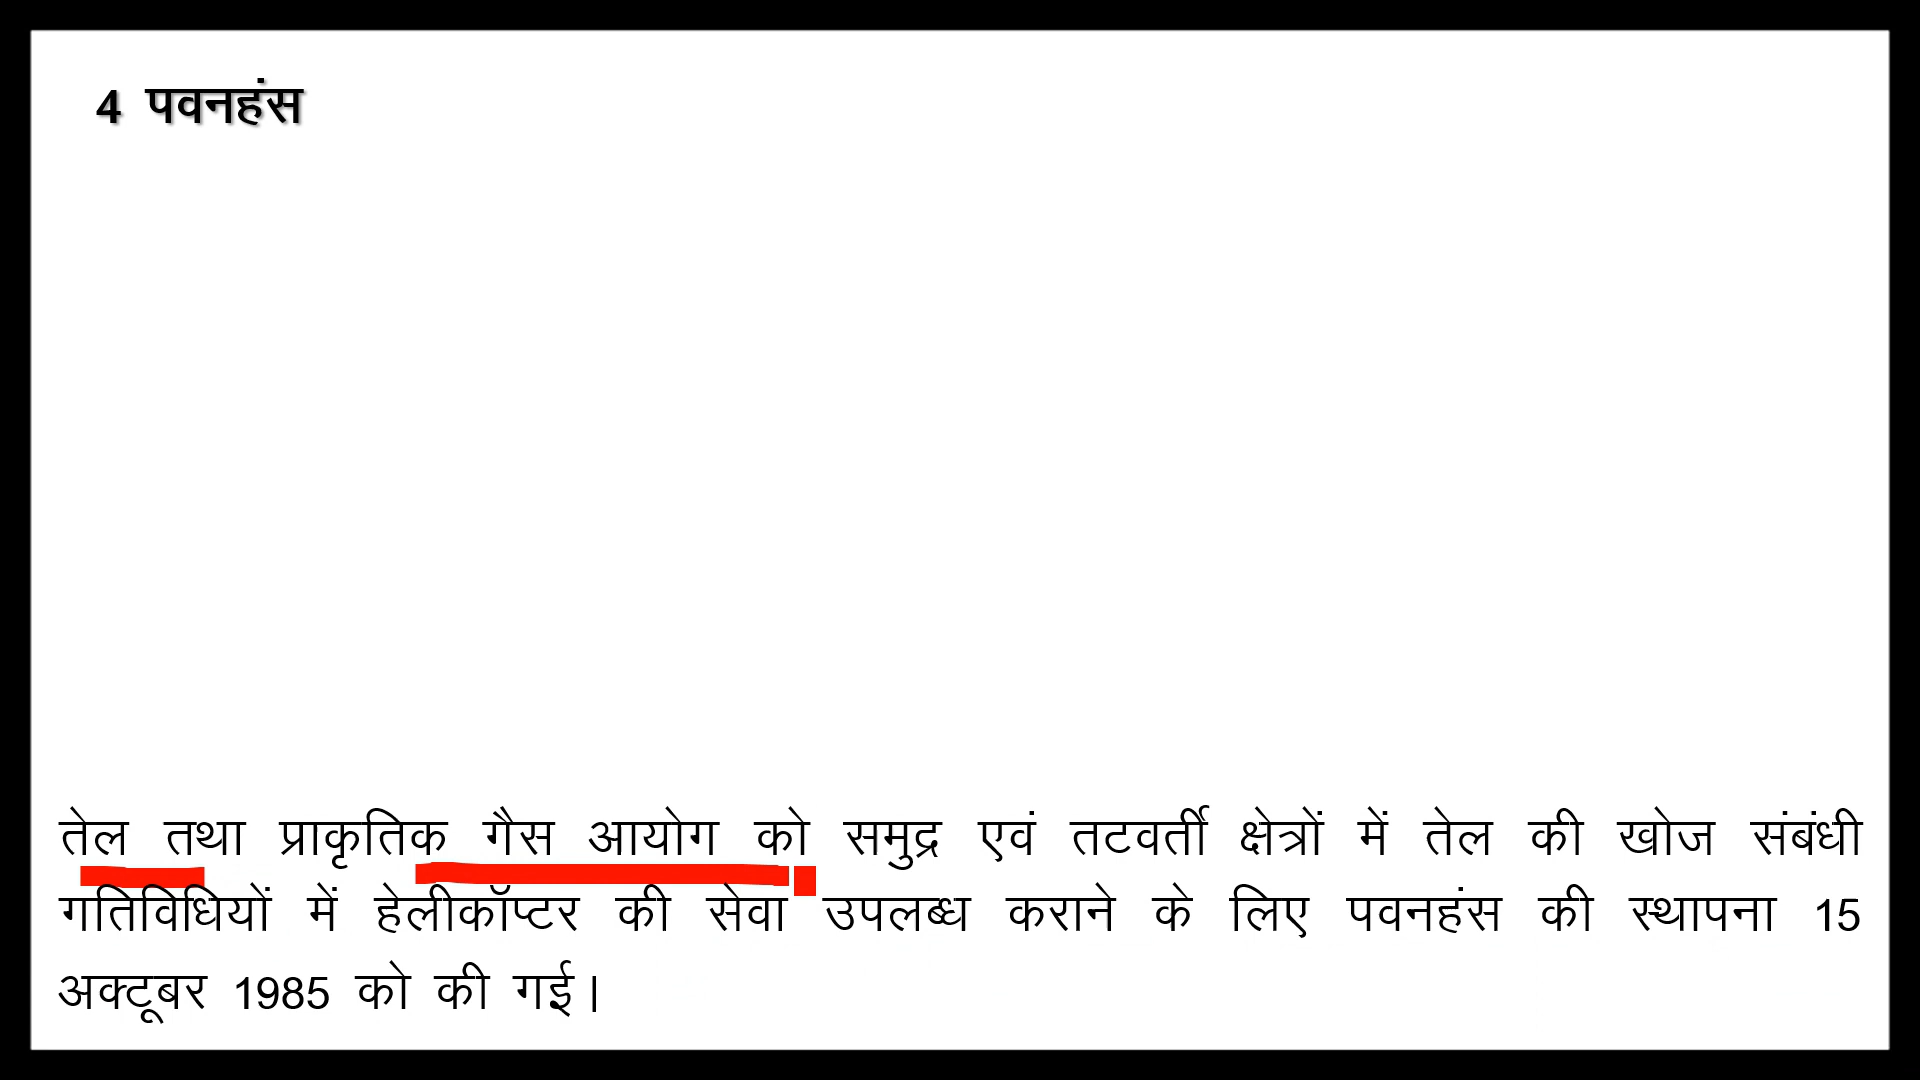 4 पवनहंस
तेल तथा प्राकृतिक गैस आयोग को समुद्र एवं तटवर्ती क्षेत्रों में तेल की खोज संबंधी
गतिविधियों में हेलीकॉप्टर की सेवा उपलब्ध कराने के लिए पवनहंस की स्थापना 15
अक्टूबर 1985 को की गई।